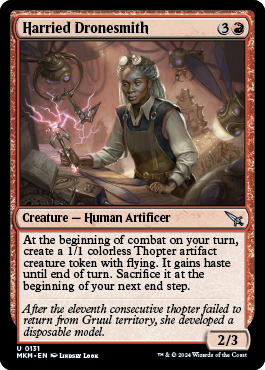 Harried Dronesmith 3
Creature — Human Artificer
At the beginning of combat on your turn,
create a 1/1 colorless Thopter artifact
creature token with flying. It gains haste
until end of turn. Sacrifice it at the
beginning of your next end step.
After the eleventh consecutive thopter failed to
return from Gruul territory, she developed a
disposable model.
2/3
U 0131
MKM • EN Lindsey Look
™ & © 2024 Wizards of the Coast